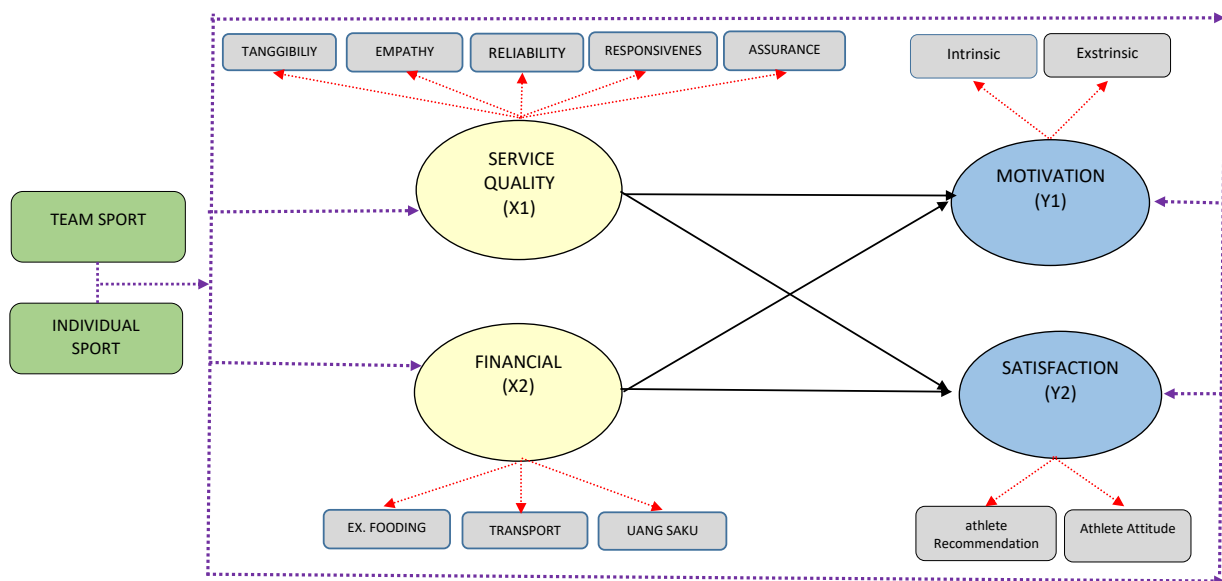 TANGGIBILIY
EMPATHY
RELIABILITY
RESPONSIVENES
ASSURANCE
Intrinsic
Exstrinsic
SERVICE
QUALITY
(X1)
MOTIVATION
(Y1)
TEAM SPORT
INDIVIDUAL
SPORT
FINANCIAL
(X2)
SATISFACTION
(Y2)
EX. FOODING
TRANSPORT
UANG SAKU
athlete
Recommendation
Athlete Attitude